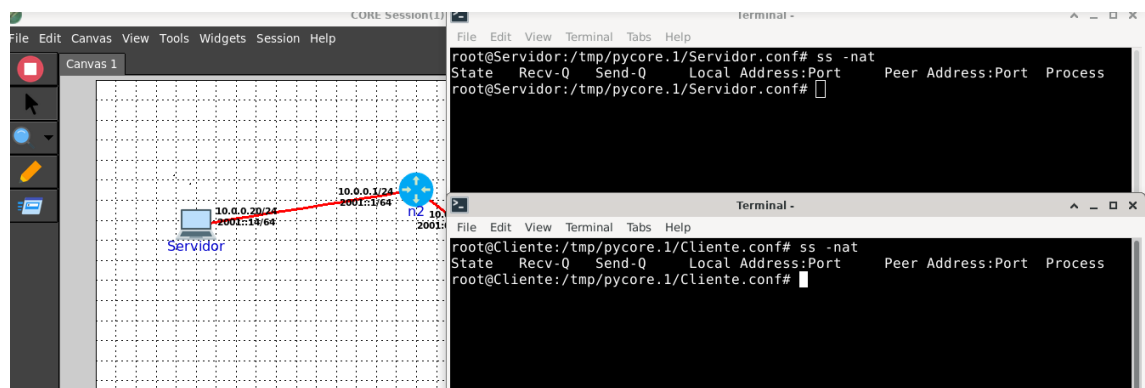 CORE Session(1)
File Edit Canvas View Tools Widgets Session Help
Canvas 1
10.0.0.1/24
2001::1/64
n2
10.0.0.20/24
2001::14/64
Servidor
Terminal -
File Edit View Terminal Tabs Help
root@Servidor:/tmp/pycore.1/Servidor.conf# ss -nat
State Recv-Q Send-Q Local Address:Port Peer Address:Port Process
root@Servidor:/tmp/pycore.1/Servidor.conf#
Terminal -
File Edit View Terminal Tabs Help
root@Cliente:/tmp/pycore.1/Cliente.conf# ss -nat
State Recv-Q Send-Q Local Address:Port Peer Address:Port Process
root@Cliente:/tmp/pycore.1/Cliente.conf#